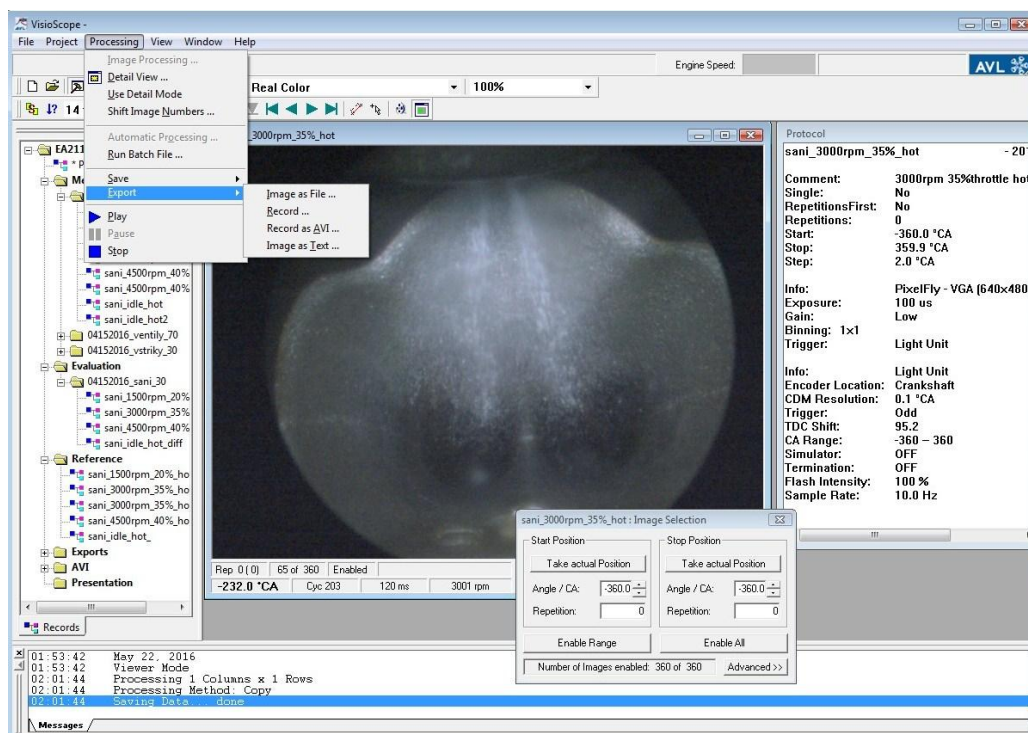 VisioScope -
File Project Processing View Window Help
Engine Speed:
AVL
Real Color
100%
14
Image Processing ...
Detail View ...
Use Detail Mode
Shift Image Numbers ...
Automatic Processing ...
Run Batch File ...
Save
Export
Play
Pause
Stop
Image as File ...
Record ...
Record as AVI ...
Image as Text ...
EA211
sani_4500rpm_40%
sani_4500rpm_40%
sani_idle_hot
sani_idle_hot2
04152016_ventily_70
04152016_vstriky_30
Evaluation
04152016_sani_30
sani_1500rpm_20%
sani_3000rpm_35%
sani_4500rpm_40%
sani_idle_hot_diff
Reference
sani_1500rpm_20%_ho
sani_3000rpm_35%_ho
sani_3000rpm_35%_ho
sani_4500rpm_40%_ho
sani_idle_hot_
Exports
AVI
Presentation
Records
_3000rpm_35%_hot
Rep 0 ( 0) 65 of 360 Enabled
-232.0 °CA Cyc 203 120 ms 3001 rpm
Protocol
sani_3000rpm_35%_hot - 201
Comment: 3000rpm 35%throttle hot
Single: No
RepetitionsFirst: No
Repetitions: 0
Start: -360.0 °CA
Stop: 359.9 °CA
Step: 2.0 °CA
Info: PixelFly - VGA (640x480
Exposure: 100 us
Gain: Low
Binning: 1x1
Trigger: Light Unit
Info: Light Unit
Encoder Location: Crankshaft
CDM Resolution: 0.1 °CA
Trigger: Odd
TDC Shift: 95.2
CA Range: -360 – 360
Simulator: OFF
Termination: OFF
Flash Intensity: 100 %
Sample Rate: 10.0 Hz
sani_3000rpm_35%_hot : Image Selection
Start Position Stop Position
Take actual Position Take actual Position
Angle / CA: -360.0 Angle / CA: -360.0
Repetition: 0 Repetition: 0
Enable Range Enable All
Number of Images enabled: 360 of 360 Advanced >>
01:53:42 May 22, 2016
01:53:42 Viewer Mode
02:01:44 Processing 1 Columns x 1 Rows
02:01:44 Processing Method: Copy
02:01:44 Saving Data... done
Messages